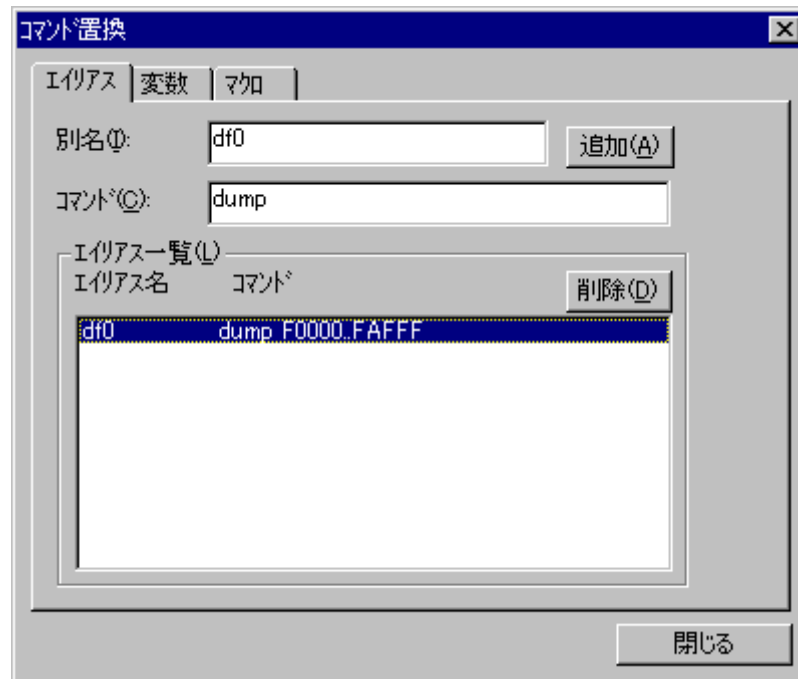 コマンド置換
エイリアス 変数 マクロ
別名(I): df0 追加(A)
コマンド(C): dump
エイリアス一覧(L)
エイリアス名 コマンド 削除(D)
df0 dump F0000..FAFFF
閉じる